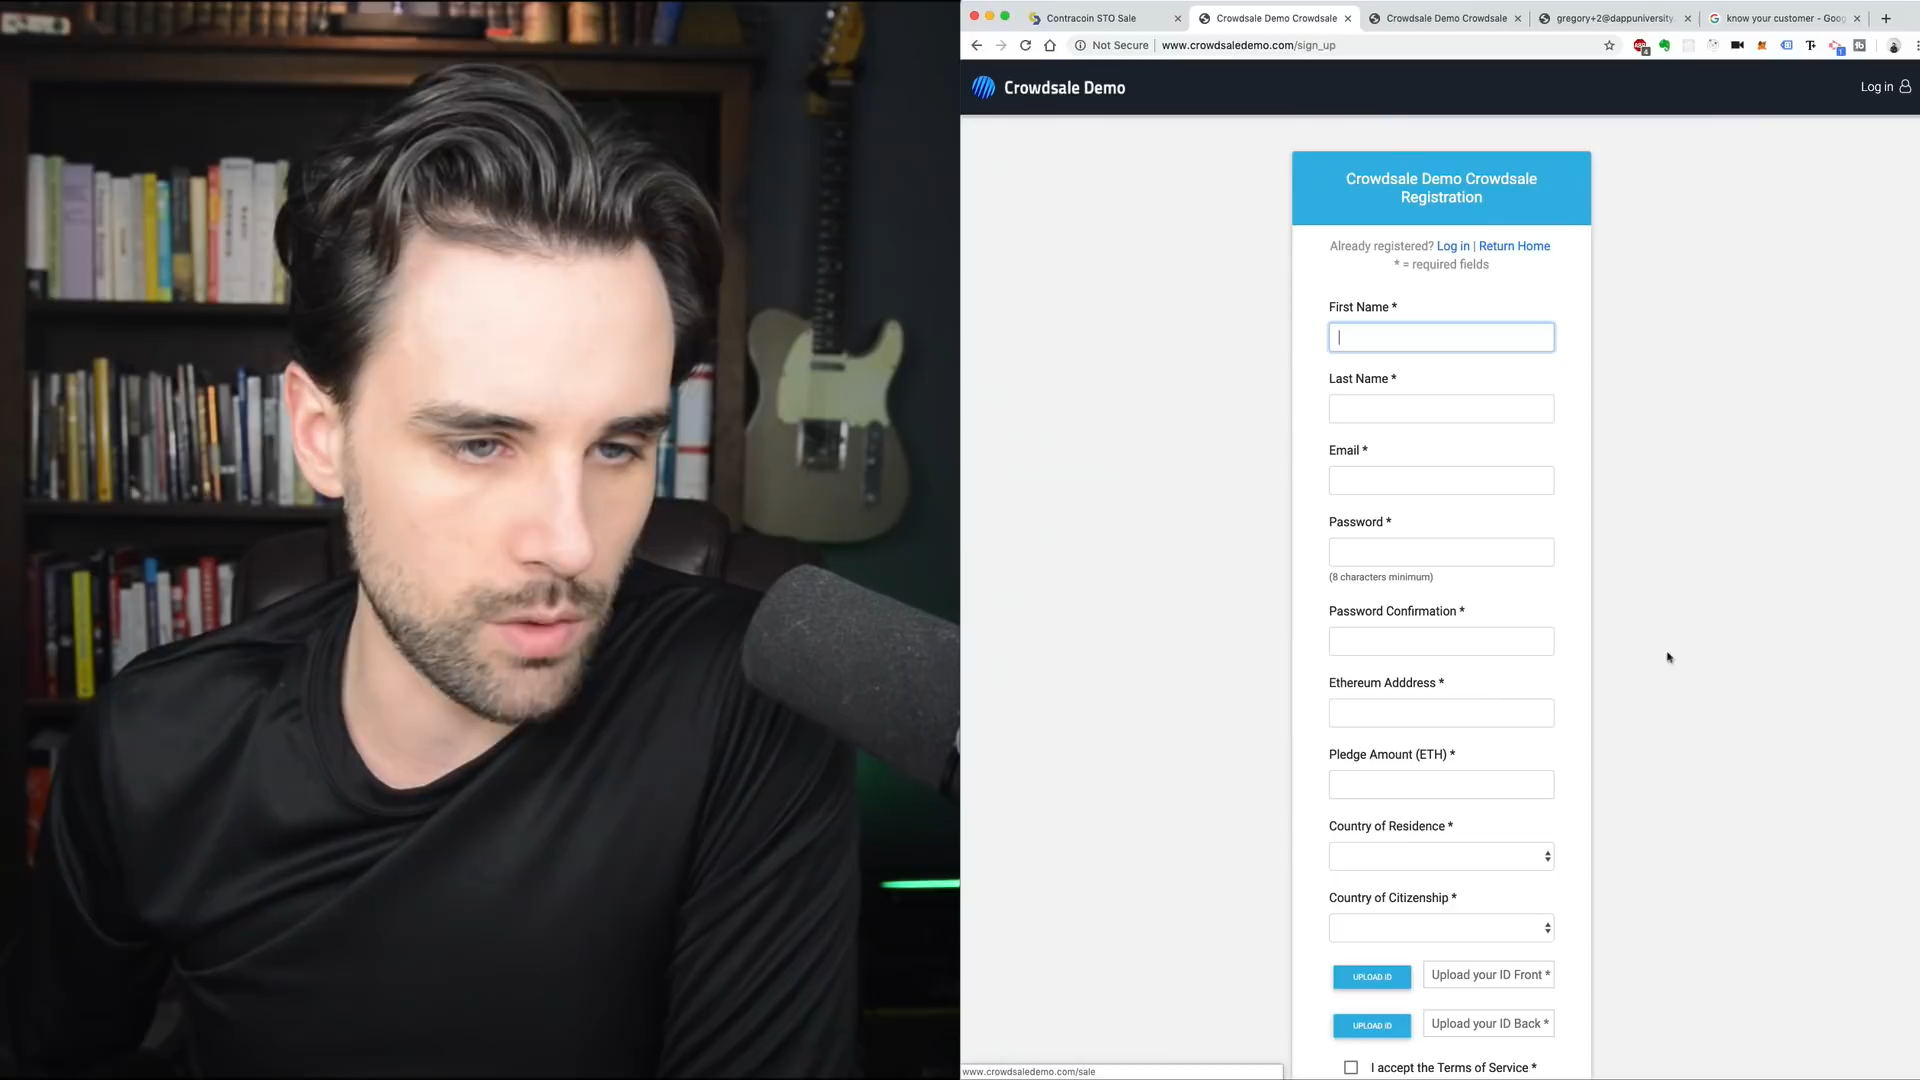 Contracoin STO Sale
Crowdsale Demo Crowdsale
Crowdsale Demo Crowdsale
gregory+2@dappuniversity
know your customer - Goog
Not Secure
www.crowdsaledemo.com/sign_up
Crowdsale Demo
Log in
Crowdsale Demo Crowdsale
Registration
Already registered? Log in | Return Home
* = required fields
First Name *
Last Name *
Email *
Password *
(8 characters minimum)
Password Confirmation *
Ethereum Adddress *
Pledge Amount (ETH) *
Country of Residence *
Country of Citizenship *
UPLOAD ID
Upload your ID Front *
UPLOAD ID
Upload your ID Back *
I accept the Terms of Service *
www.crowdsaledemo.com/sale